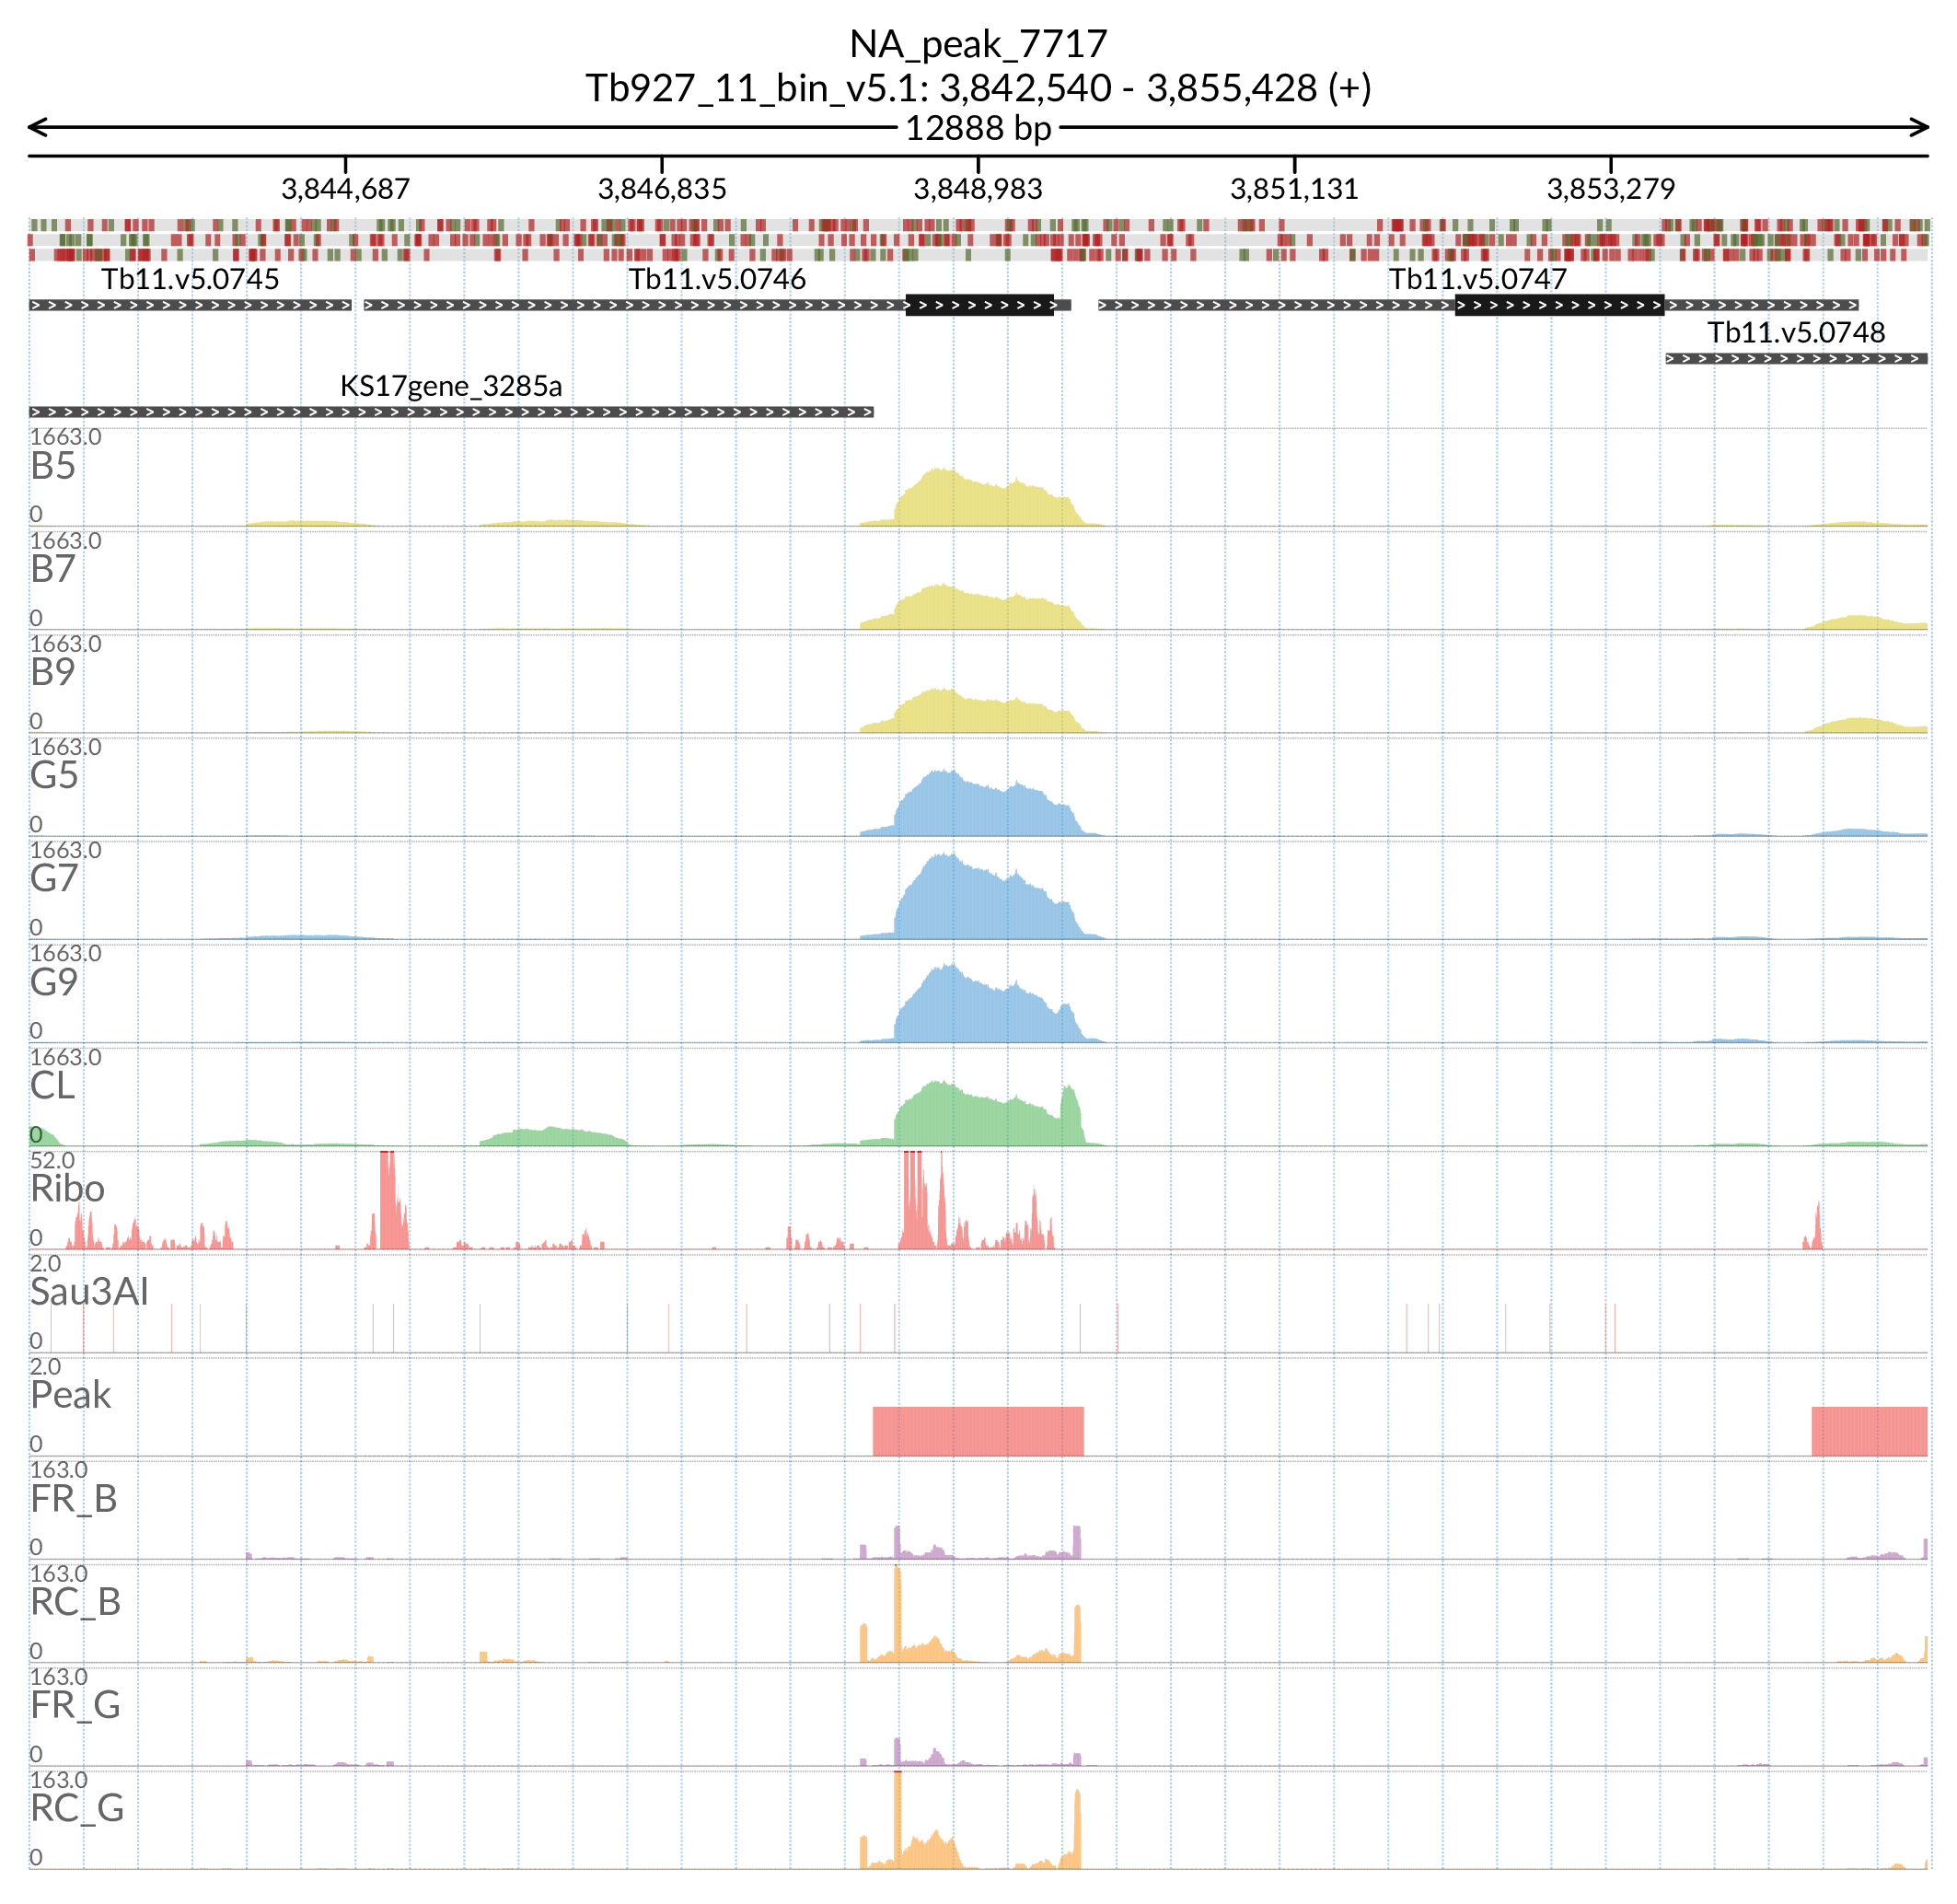 NA_peak_7717
Tb927_11_bin_v5.1: 3,842,540 - 3,855,428 (+)
12888 bp
3,844,687 3,846,835 3,848,983 3,851,131 3,853,279
Tb11.v5.0745 Tb11.v5.0746 Tb11.v5.0747
Tb11.v5.0748
KS17gene_3285a
1663.0
B5
0
1663.0
B7
0
1663.0
B9
0
1663.0
G5
0
1663.0
G7
0
1663.0
G9
0
1663.0
CL
0
52.0
Ribo
0
2.0
Sau3AI
0
2.0
Peak
0
163.0
FR_B
0
163.0
RC_B
0
163.0
FR_G
0
163.0
RC_G
0